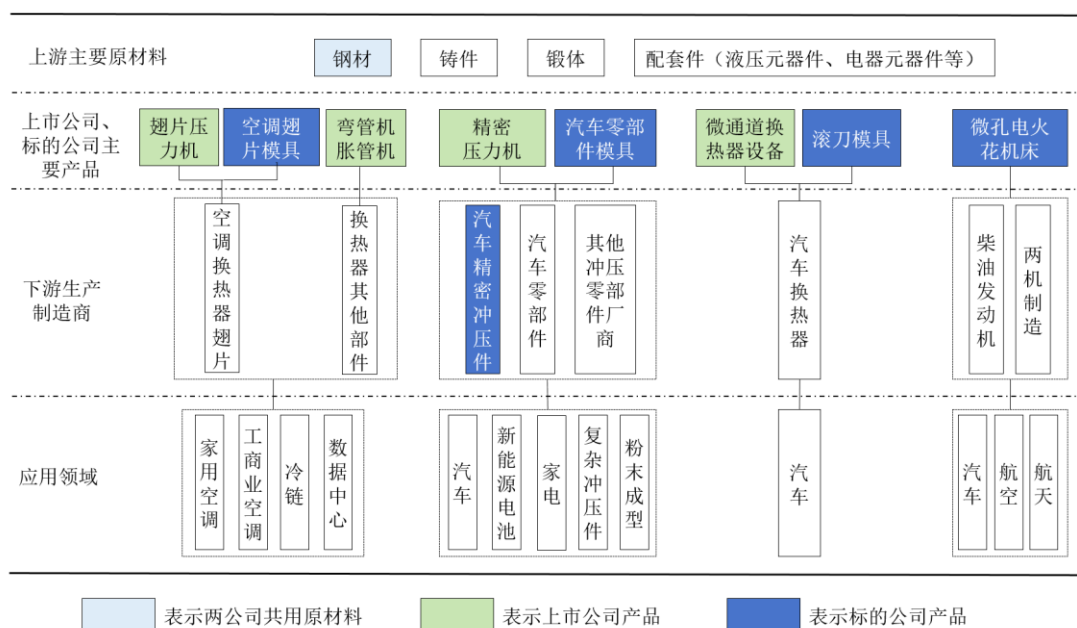 上游主要原材料
钢材
铸件
锻体
配套件（液压元器件、电器元器件等）
上市公司、
标的公司主
要产品
翅片压
力机
空调翅
片模具
弯管机
胀管机
精密
压力机
汽车零部
件模具
微通道换
热器设备
滚刀模具
微孔电火
花机床
下游生产
制造商
空调换热器翅片
换热器其他部件
汽车精密冲压件
汽车零部件
其他
冲压
零部
件厂
商
汽车换热器
柴油发动机
两机制造
应用领域
家用空调
工商业空调
冷链
数据中心
汽车
新能源电池
家电
复杂冲压件
粉末成型
汽车
汽车
航空
航天
表示两公司共用原材料
表示上市公司产品
表示标的公司产品